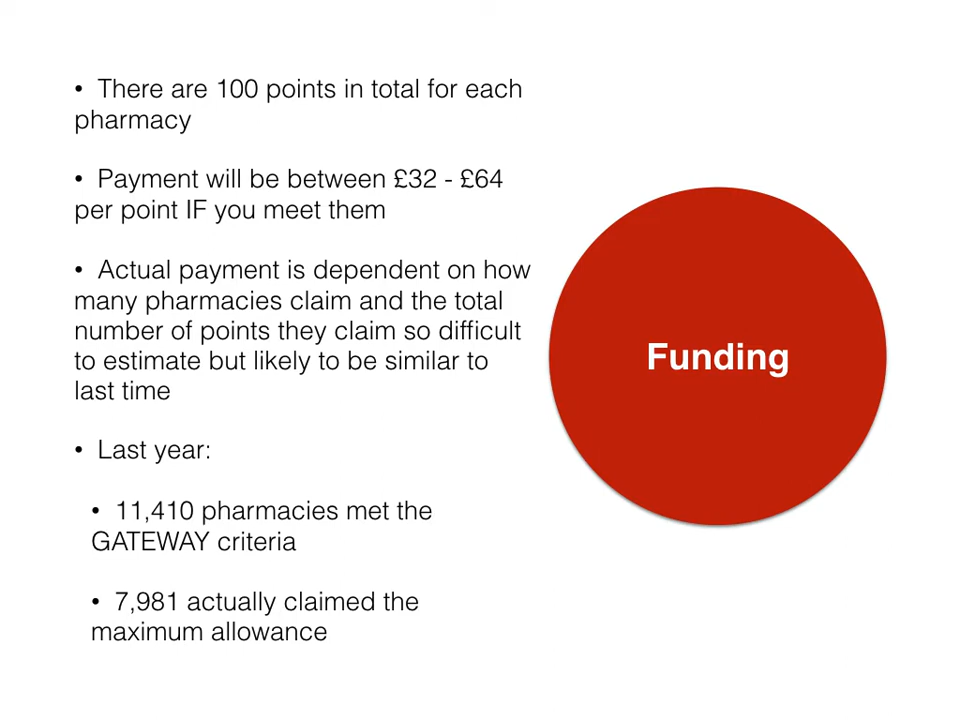 • There are 100 points in total for each
pharmacy
• Payment will be between £32 - £64
per point IF you meet them
• Actual payment is dependent on how
many pharmacies claim and the total
number of points they claim so difficult
to estimate but likely to be similar to
last time
• Last year:
• 11,410 pharmacies met the
GATEWAY criteria
• 7,981 actually claimed the
maximum allowance
Funding